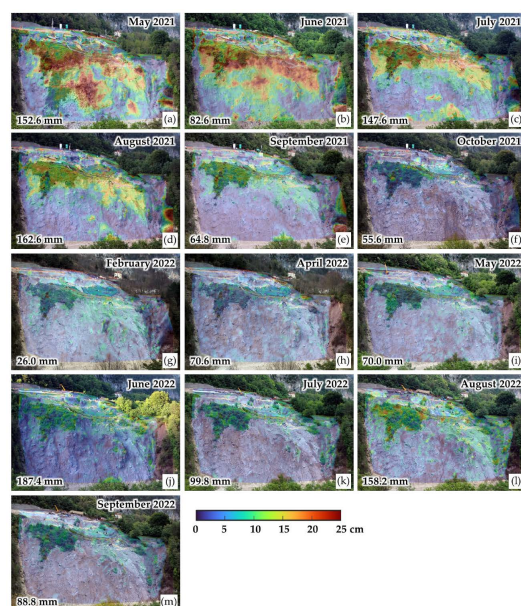 May 2021
152.6 mm
(a)
June 2021
82.6 mm
(b)
July 2021
147.6 mm
(c)
August 2021
162.6 mm
(d)
September 2021
64.8 mm
(e)
October 2021
55.6 mm
(f)
February 2022
26.0 mm
(g)
April 2022
70.6 mm
(h)
May 2022
70.0 mm
(i)
June 2022
187.4 mm
(j)
July 2022
99.8 mm
(k)
August 2022
158.2 mm
(l)
September 2022
88.8 mm
(m)
0 5 10 15 20 25 cm